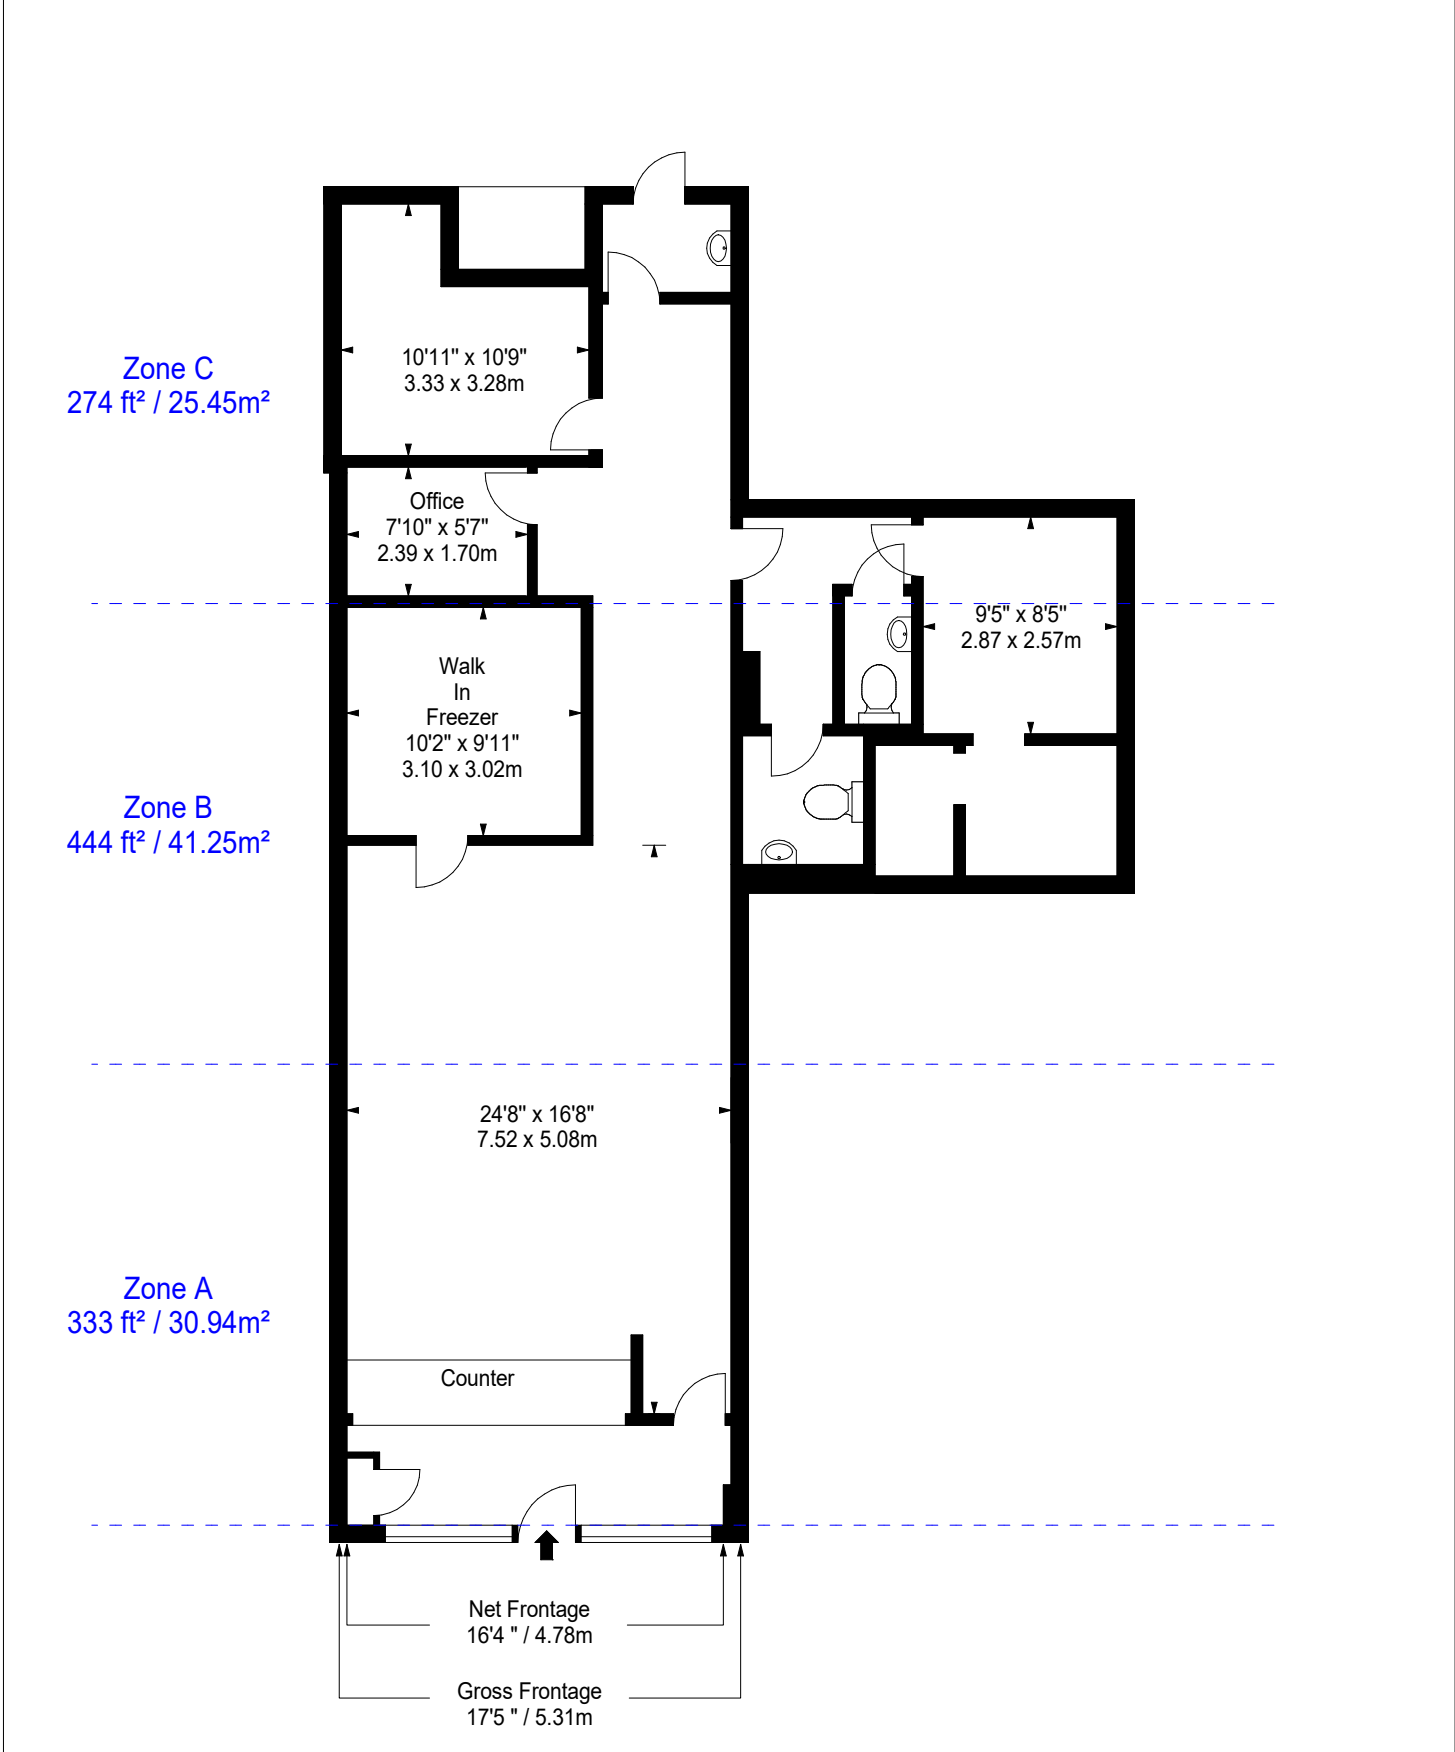 Zone C
274 ft² / 25.45m²
10'11" x 10'9"
3.33 x 3.28m
Office
7'10" x 5'7"
2.39 x 1.70m
9'5" x 8'5"
2.87 x 2.57m
Walk
In
Freezer
10'2" x 9'11"
3.10 x 3.02m
Zone B
444 ft² / 41.25m²
24'8" x 16'8"
7.52 x 5.08m
Zone A
333 ft² / 30.94m²
Counter
Net Frontage
16'4 " / 4.78m
Gross Frontage
17'5 " / 5.31m